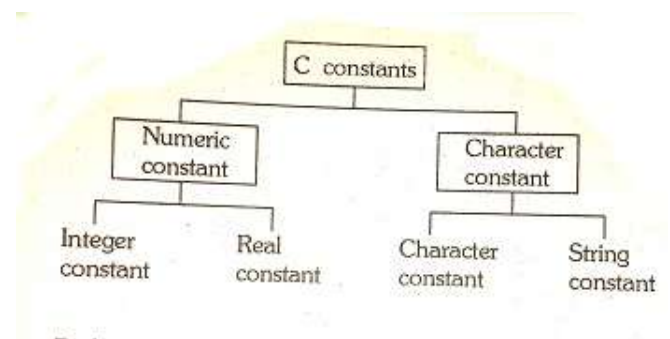 C constants
Numeric
constant
Character
constant
Integer
constant
Real
constant
Character
constant
String
constant